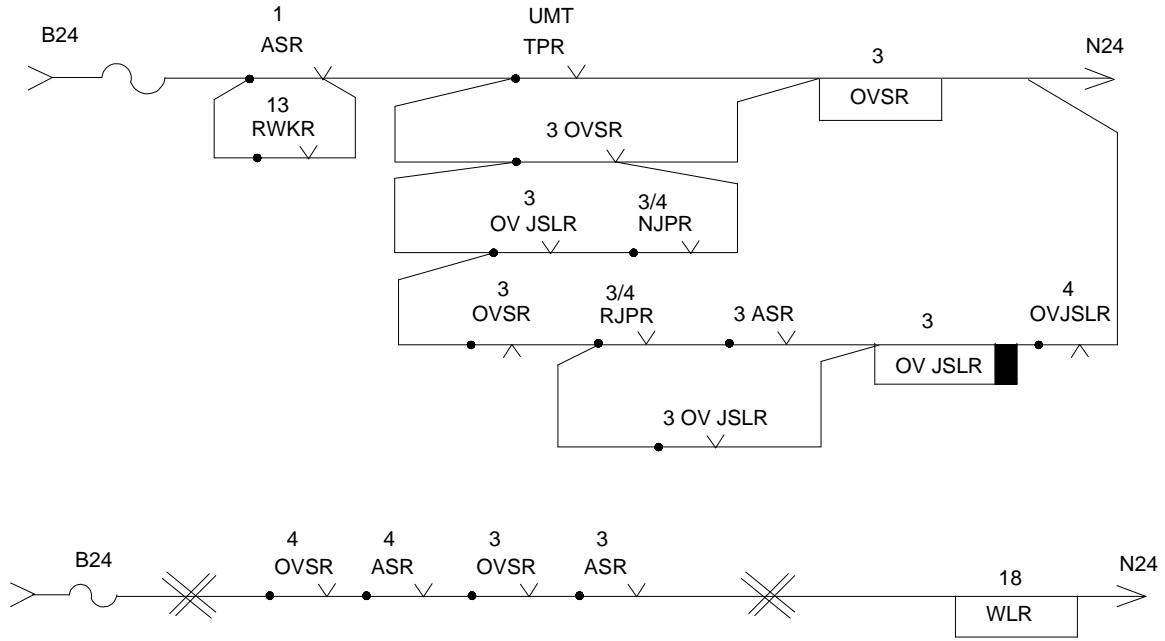 B24
1
ASR
UMT
TPR
3
OVSR
N24
13
RWKR
3 OVSR
3
OV JSLR
3/4
NJPR
3
OVSR
3/4
RJPR
3 ASR
3
OV JSLR
4
OVJSLR
3 OV JSLR
B24
4
OVSR
4
ASR
3
OVSR
3
ASR
18
WLR
N24